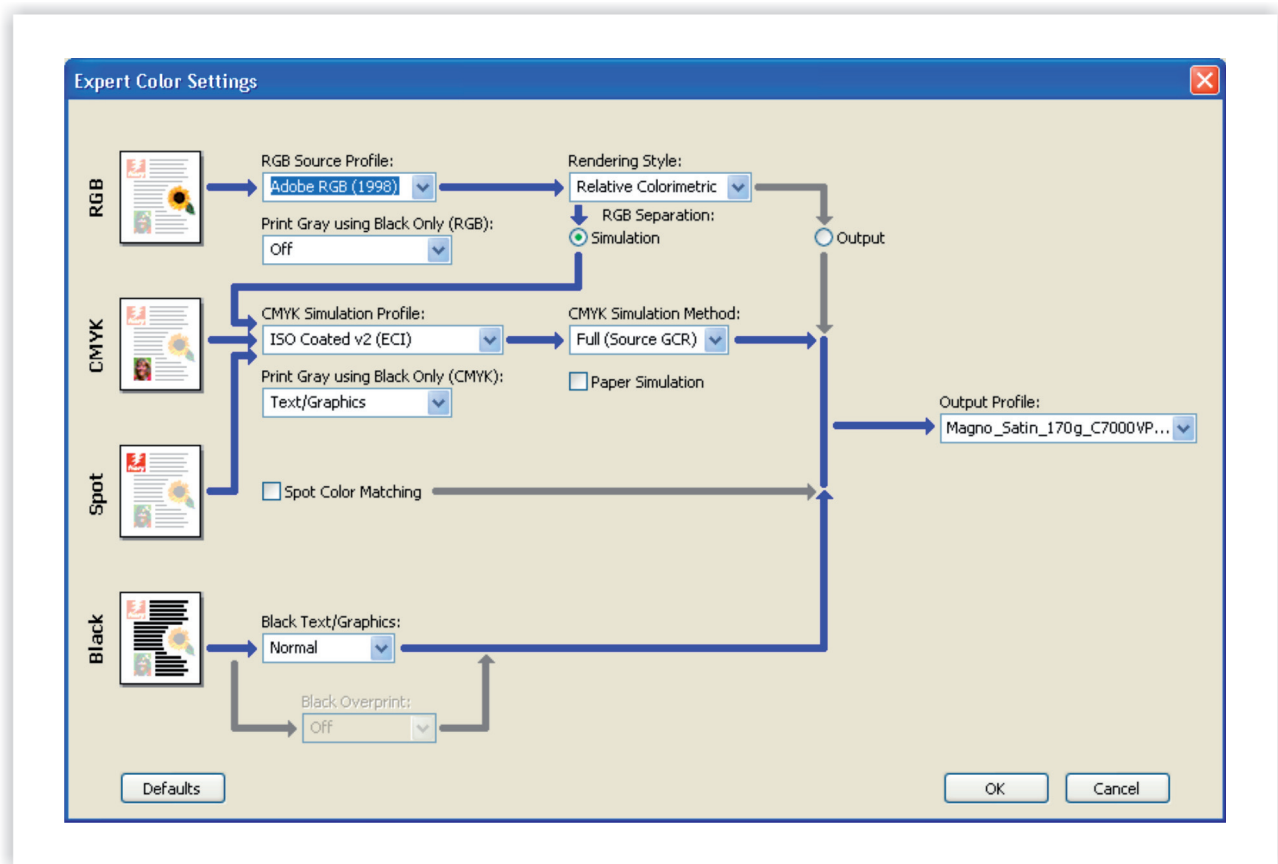 Expert Color Settings
RGB
RGB Source Profile:
Adobe RGB (1998)
Rendering Style:
Relative Colorimetric
Print Gray using Black Only (RGB):
Off
RGB Separation:
Simulation
Output
CMYK
CMYK Simulation Profile:
ISO Coated v2 (ECI)
CMYK Simulation Method:
Full (Source GCR)
Print Gray using Black Only (CMYK):
Text/Graphics
Paper Simulation
Output Profile:
Magno_Satin_170g_C7000VP...
Spot
Spot Color Matching
Black
Black Text/Graphics:
Normal
Black Overprint:
Off
Defaults
OK
Cancel